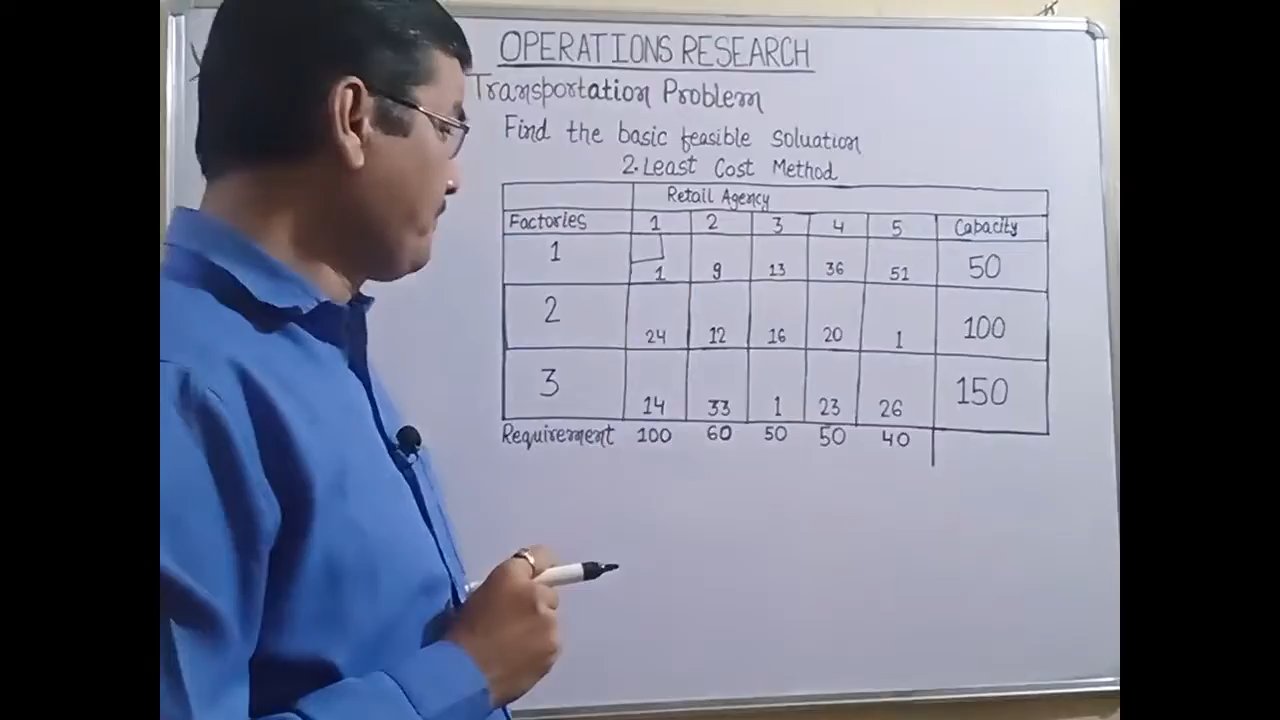 OPERATIONS RESEARCH
Transportation Problem
Find the basic feasible soluation
2. Least Cost Method
Retail Agency
Factories 1 2 3 4 5 Capacity
1 1 9 13 36 51 50
2 24 12 16 20 1 100
3 14 33 1 23 26 150
Requirement 100 60 50 50 40